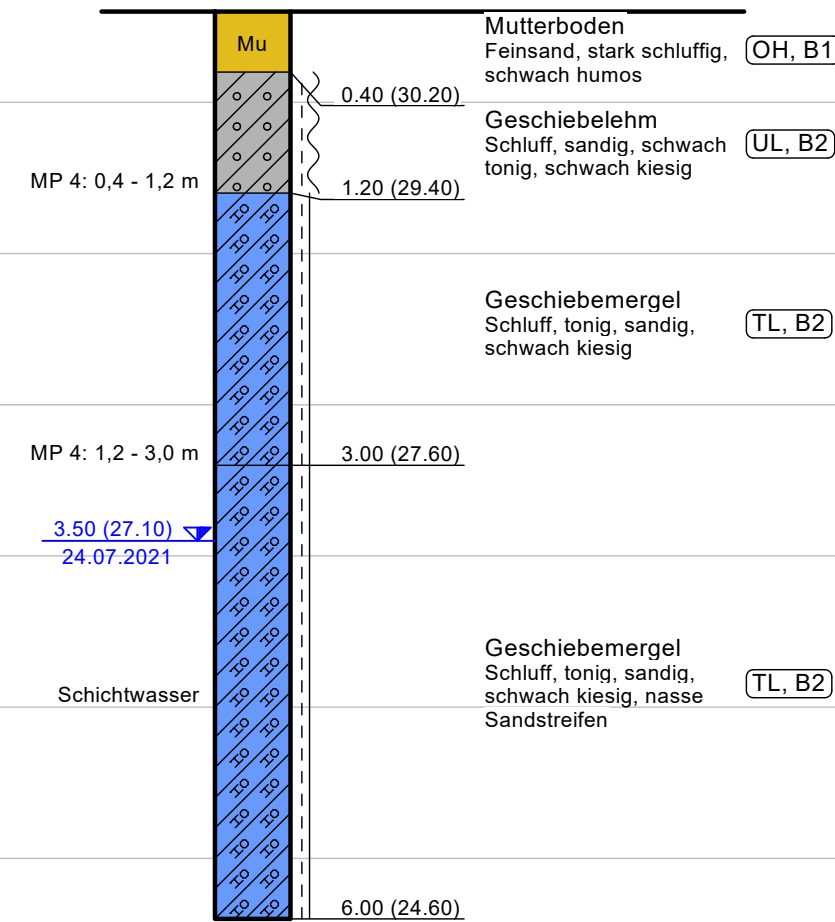 Mu
Mutterboden
Feinsand, stark schluffig,
schwach humos
OH, B1
0.40 (30.20)
Geschiebelehm
Schluff, sandig, schwach
tonig, schwach kiesig
UL, B2
MP 4: 0,4 - 1,2 m
1.20 (29.40)
Geschiebemergel
Schluff, tonig, sandig,
schwach kiesig
TL, B2
MP 4: 1,2 - 3,0 m
3.00 (27.60)
3.50 (27.10)
24.07.2021
Geschiebemergel
Schluff, tonig, sandig,
schwach kiesig, nasse
Sandstreifen
TL, B2
Schichtwasser
6.00 (24.60)